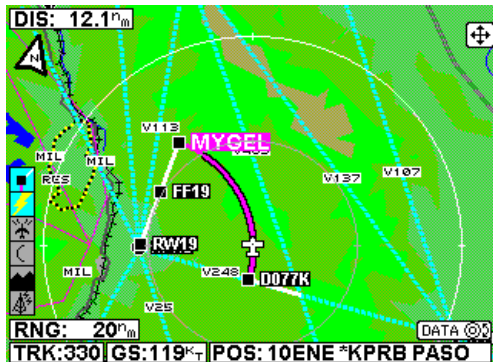 DIS: 12.1nm
N
V113
MYGEL
MIL
MIL
RES
FF19
V137
V107
RW19
V248
D077K
MIL
V25
RNG: 20nm
DATA
TRK:330 GS:119KT POS: 10ENE *KPRB PASO